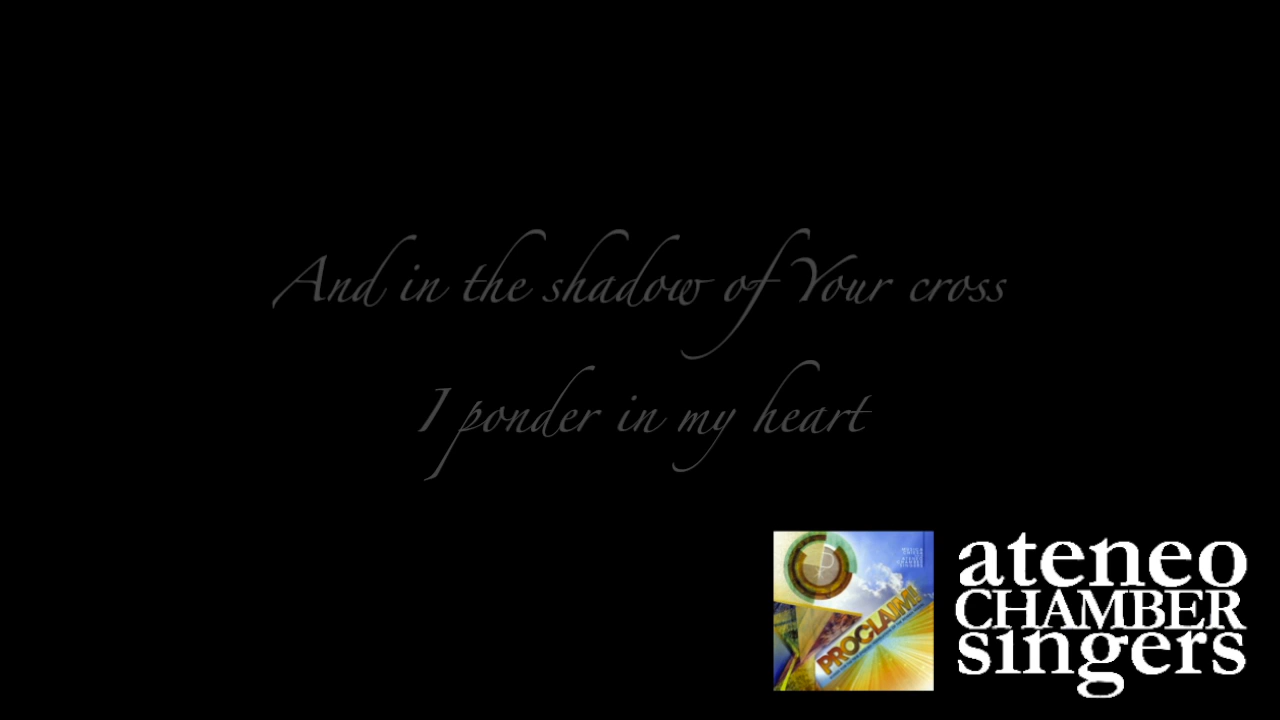 And in the shadow of Your cross
I ponder in my heart
PROCLAIM!
ateneo
CHAMBER
singers